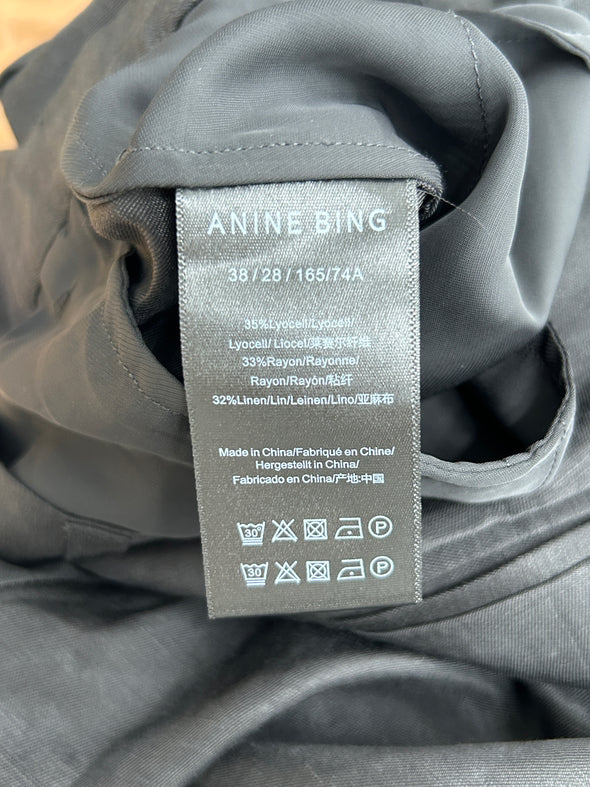 ANINE BING
38 / 28 / 165/74A
35%Lyocell/Lyocell/
Lyocell/ Liocel/莱赛尔纤维
33%Rayon/Rayonne/
Rayon/Rayón/粘纤
32%Linen/Lin/Leinen/Lino/亚麻布
Made in China/Fabriqué en Chine/
Hergestellt in China/
Fabricado en China/产地:中国
30° P
30 P